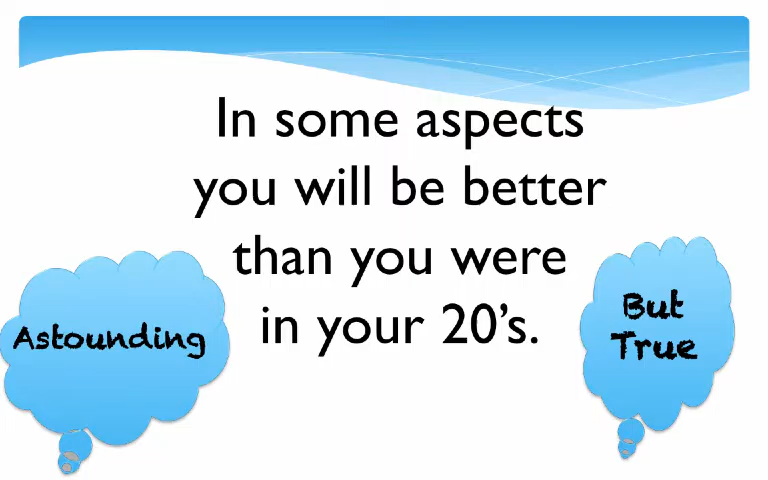 In some aspects
you will be better
than you were
in your 20’s.
Astounding
But
True